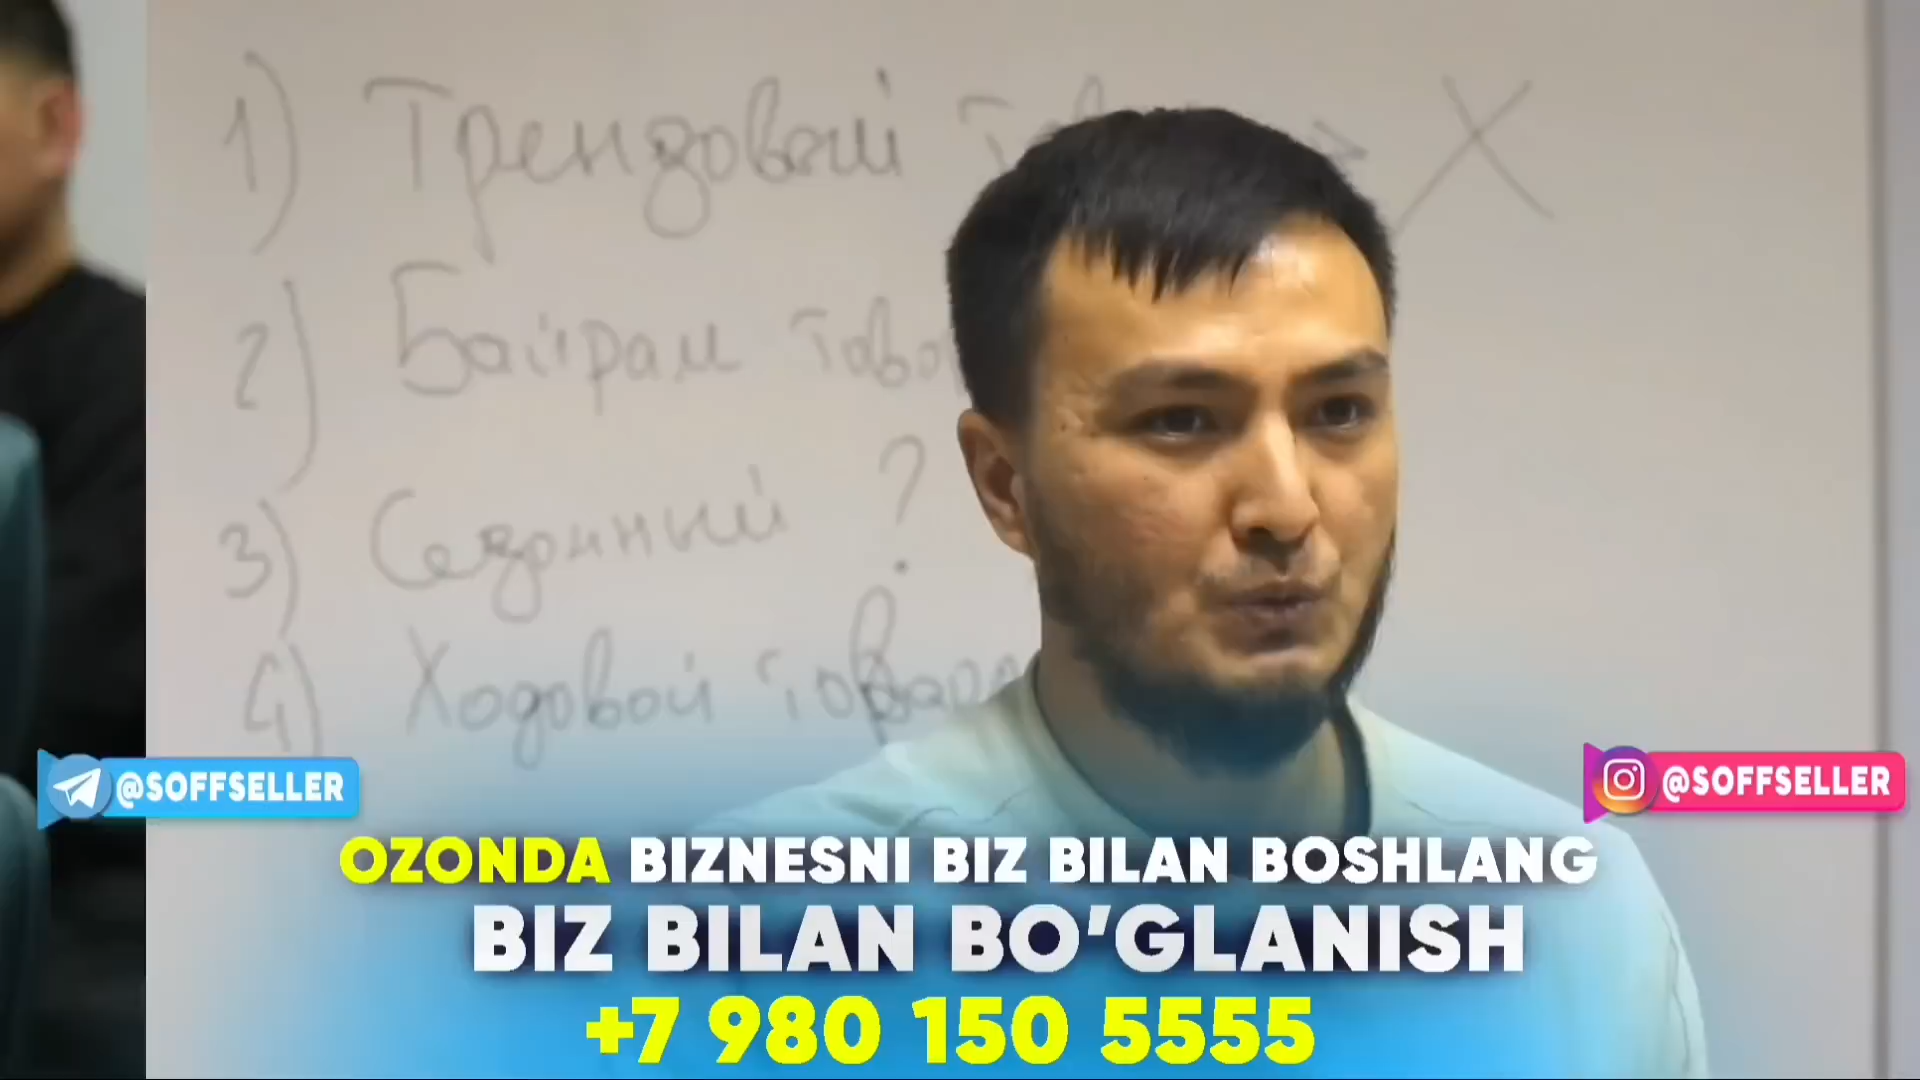 1) Трендовый
X
2) Байрам
3) Сезонный ?
4) Ходовой
@SOFFSELLER
@SOFFSELLER
OZONDA BIZNESNI BIZ BILAN BOSHLANG
BIZ BILAN BO'GLANISH
+7 980 150 5555